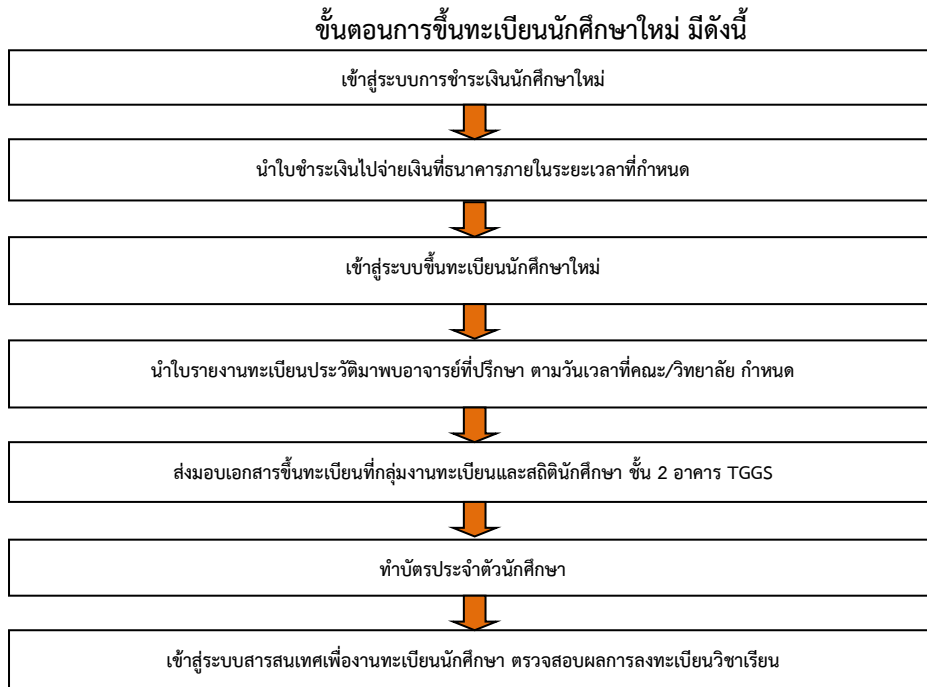 ขั้นตอนการขึ้นทะเบียนนักศึกษาใหม่ มีดังนี้
เข้าสู่ระบบการชำระเงินนักศึกษาใหม่
นำใบชำระเงินไปจ่ายเงินที่ธนาคารภายในระยะเวลาที่กำหนด
เข้าสู่ระบบขึ้นทะเบียนนักศึกษาใหม่
นำใบรายงานทะเบียนประวัติมาพบอาจารย์ที่ปรึกษา ตามวันเวลาที่คณะ/วิทยาลัย กำหนด
ส่งมอบเอกสารขึ้นทะเบียนที่กลุ่มงานทะเบียนและสถิตินักศึกษา ชั้น 2 อาคาร TGGS
ทำบัตรประจำตัวนักศึกษา
เข้าสู่ระบบสารสนเทศเพื่องานทะเบียนนักศึกษา ตรวจสอบผลการลงทะเบียนวิชาเรียน